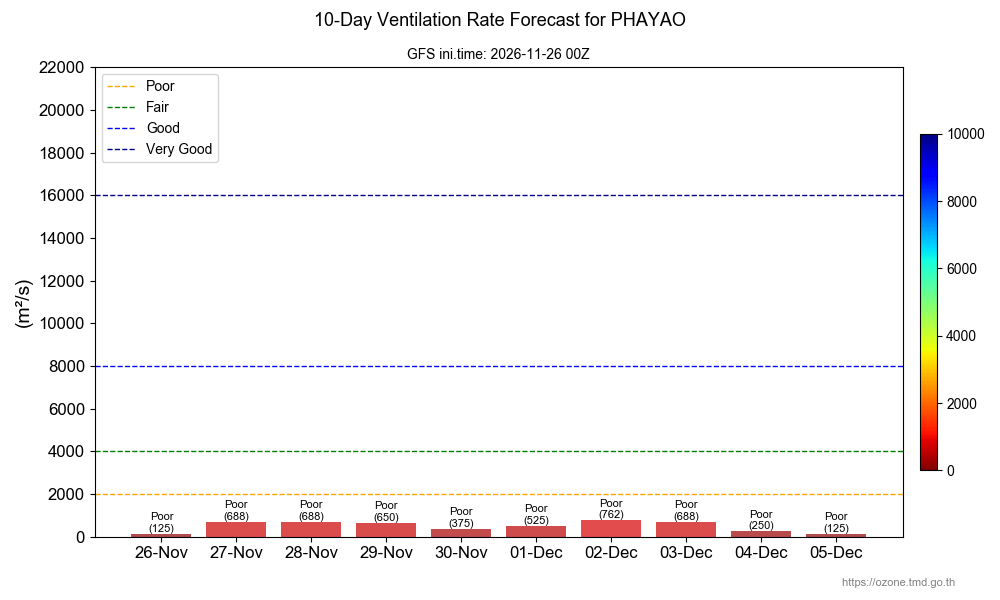 10-Day Ventilation Rate Forecast for PHAYAO
GFS ini.time: 2026-11-26 00Z
(m²/s)
22000
20000
18000
16000
14000
12000
10000
8000
6000
4000
2000
0
Poor
Fair
Good
Very Good
Poor
(125)
Poor
(688)
Poor
(688)
Poor
(650)
Poor
(375)
Poor
(525)
Poor
(762)
Poor
(688)
Poor
(250)
Poor
(125)
26-Nov 27-Nov 28-Nov 29-Nov 30-Nov 01-Dec 02-Dec 03-Dec 04-Dec 05-Dec
10000
8000
6000
4000
2000
0
https://ozone.tmd.go.th